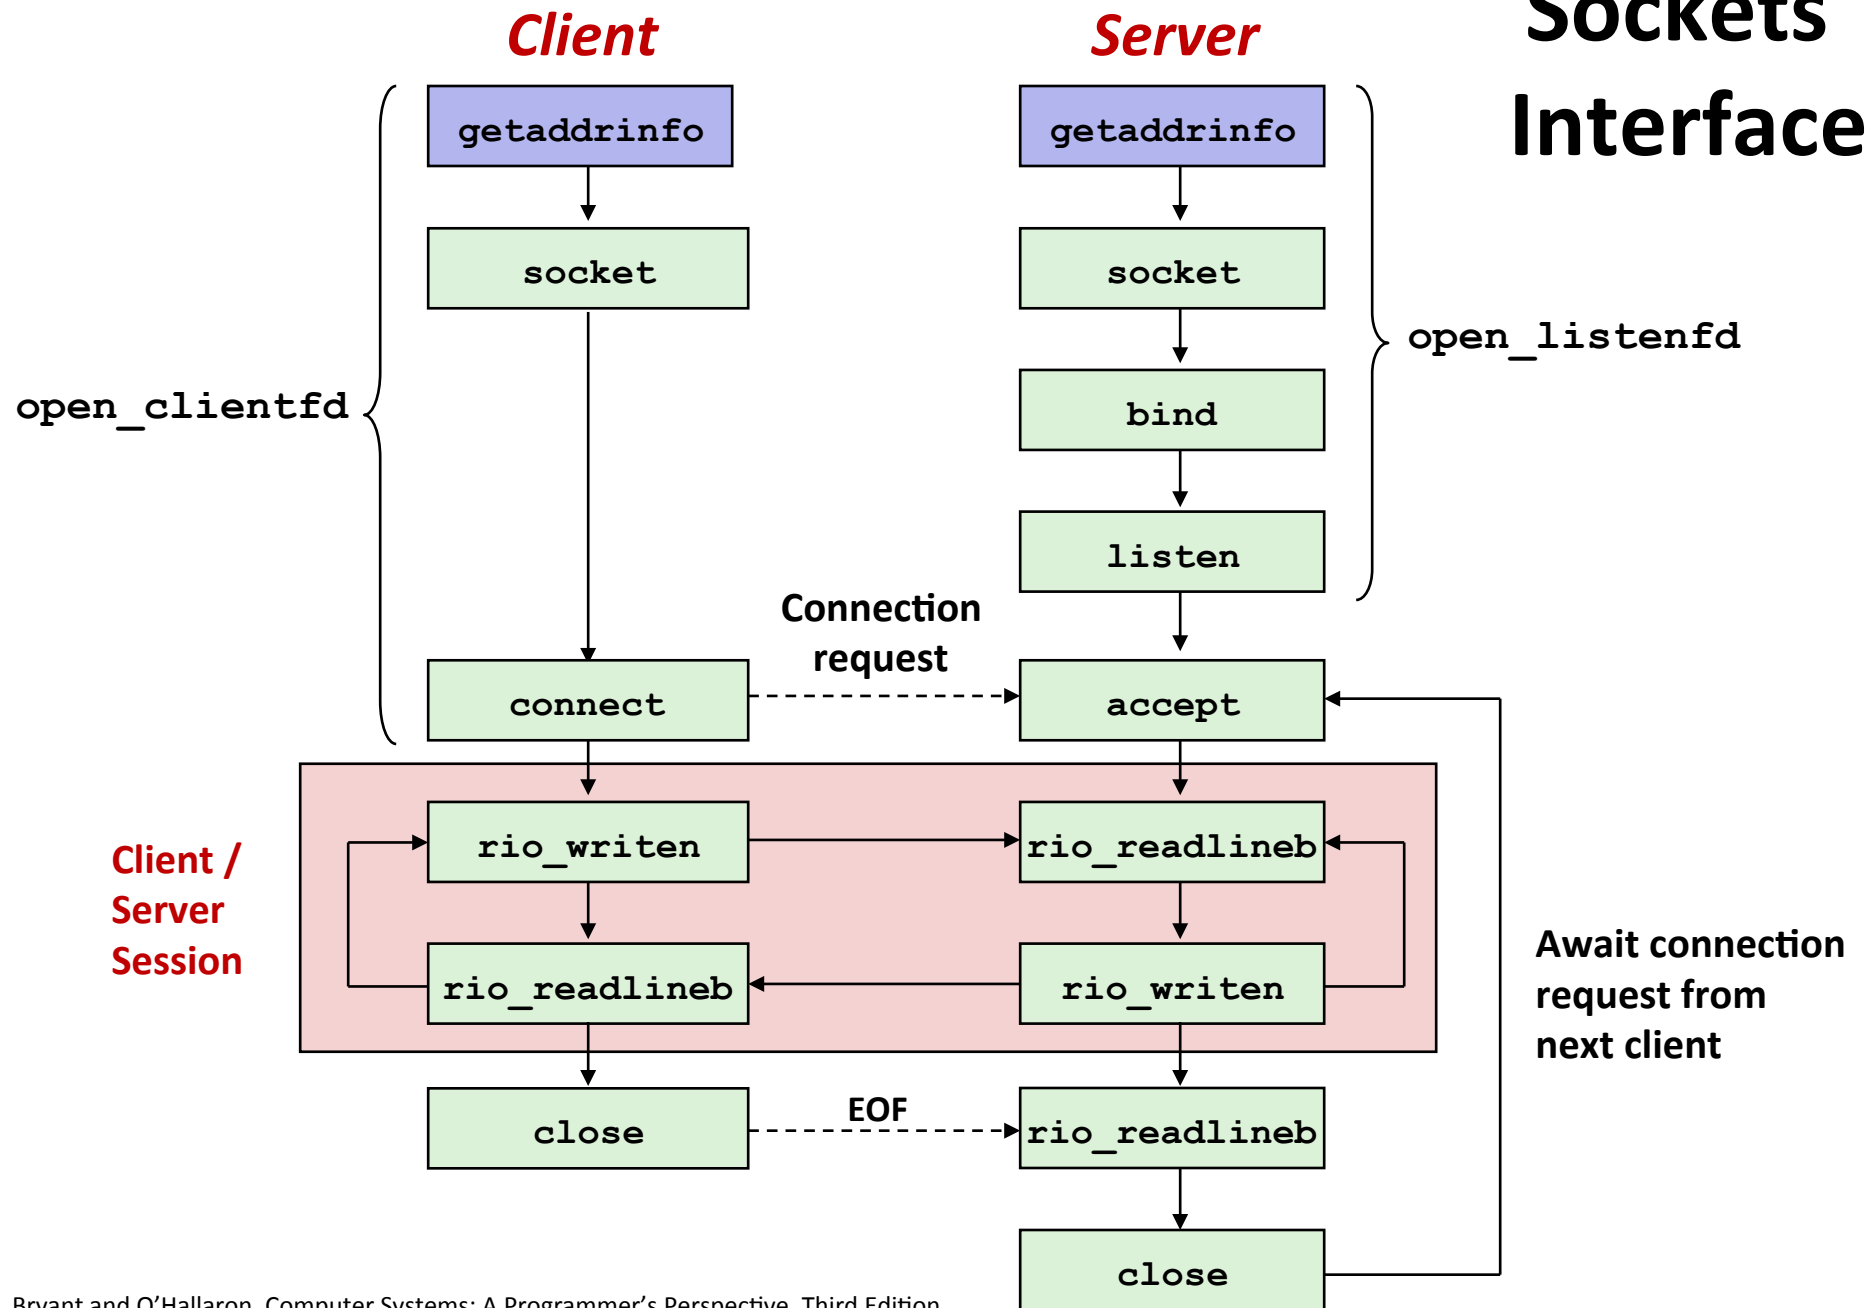 Sockets
Interface
Client
Server
getaddrinfo
getaddrinfo
socket
socket
open_listenfd
open_clientfd
bind
listen
Connection
request
connect
accept
Client /
Server
Session
rio_writen
rio_readlineb
rio_readlineb
rio_writen
Await connection
request from
next client
close
EOF
rio_readlineb
close
Bryant and O’Hallaron, Computer Systems: A Programmer’s Perspective, Third Edition